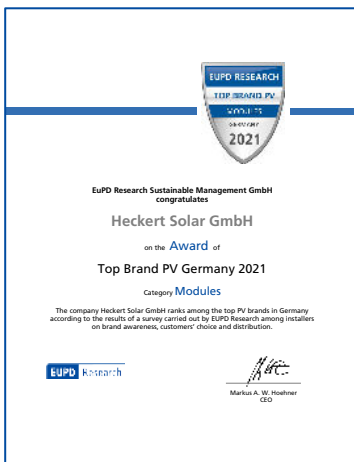 EUPD RESEARCH
TOP BRAND PV
MODULES
GERMANY
2021
EuPD Research Sustainable Management GmbH
congratulates
Heckert Solar GmbH
on the Award of
Top Brand PV Germany 2021
Category Modules
The company Heckert Solar GmbH ranks among the top PV brands in Germany
according to the results of a survey carried out by EUPD Research among installers
on brand awareness, customers' choice and distribution.
EUPD Research
Markus A. W. Hoehner
CEO